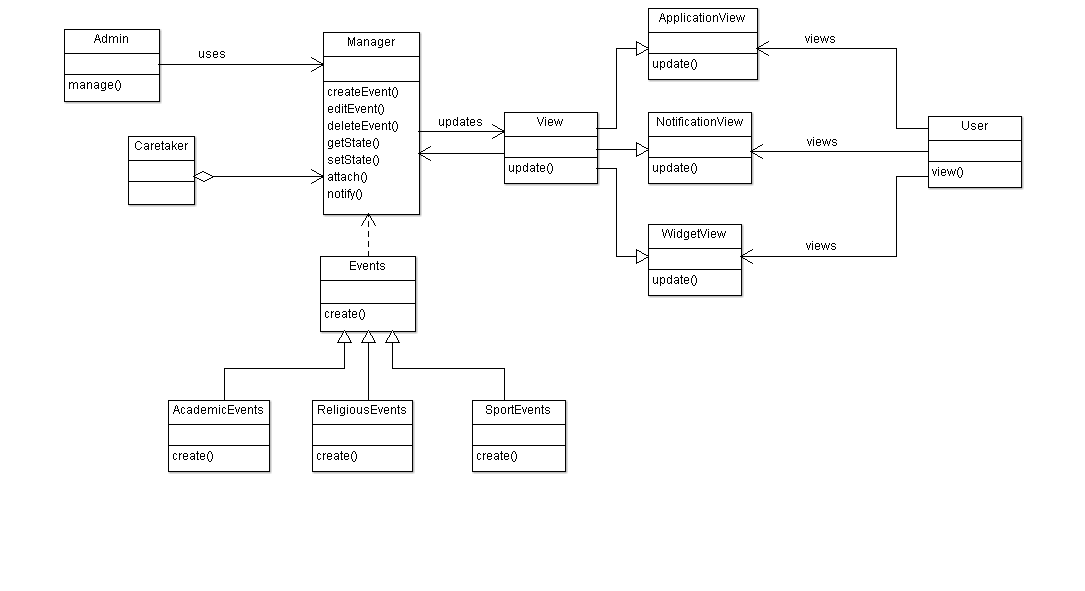 Admin
manage()
uses
Manager
createEvent()
editEvent()
deleteEvent()
getState()
setState()
attach()
notify()
Caretaker
updates
View
update()
ApplicationView
update()
views
NotificationView
update()
views
WidgetView
update()
views
User
view()
Events
create()
AcademicEvents
create()
ReligiousEvents
create()
SportEvents
create()